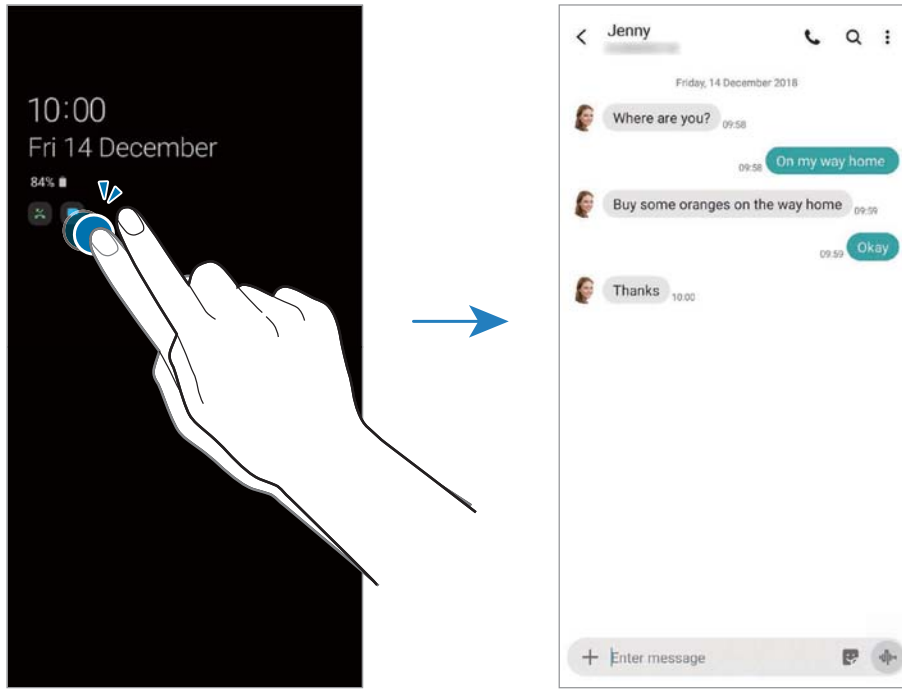 10:00
Fri 14 December
84%
Jenny
Friday, 14 December 2018
Where are you? 09:58
09:58 On my way home
Buy some oranges on the way home 09:59
09:59 Okay
Thanks 10:00
Enter message